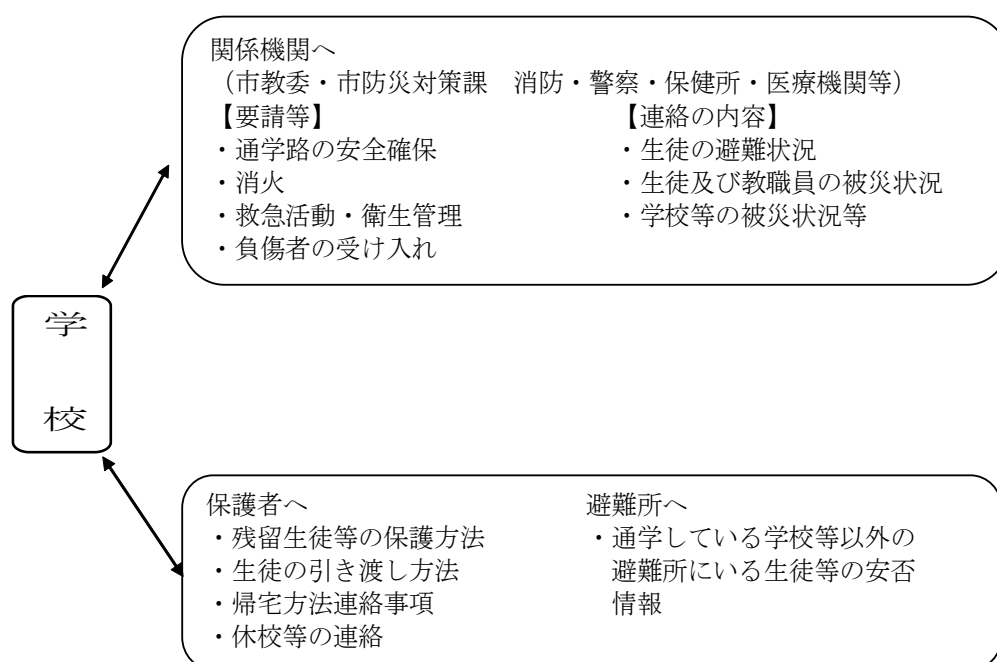 関係機関へ
（市教委・市防災対策課　消防・警察・保健所・医療機関等）
【要請等】
・通学路の安全確保
・消火
・救急活動・衛生管理
・負傷者の受け入れ
【連絡の内容】
・生徒の避難状況
・生徒及び教職員の被災状況
・学校等の被災状況等
学
校
保護者へ
・残留生徒等の保護方法
・生徒の引き渡し方法
・帰宅方法連絡事項
・休校等の連絡
避難所へ
・通学している学校等以外の
避難所にいる生徒等の安否
情報